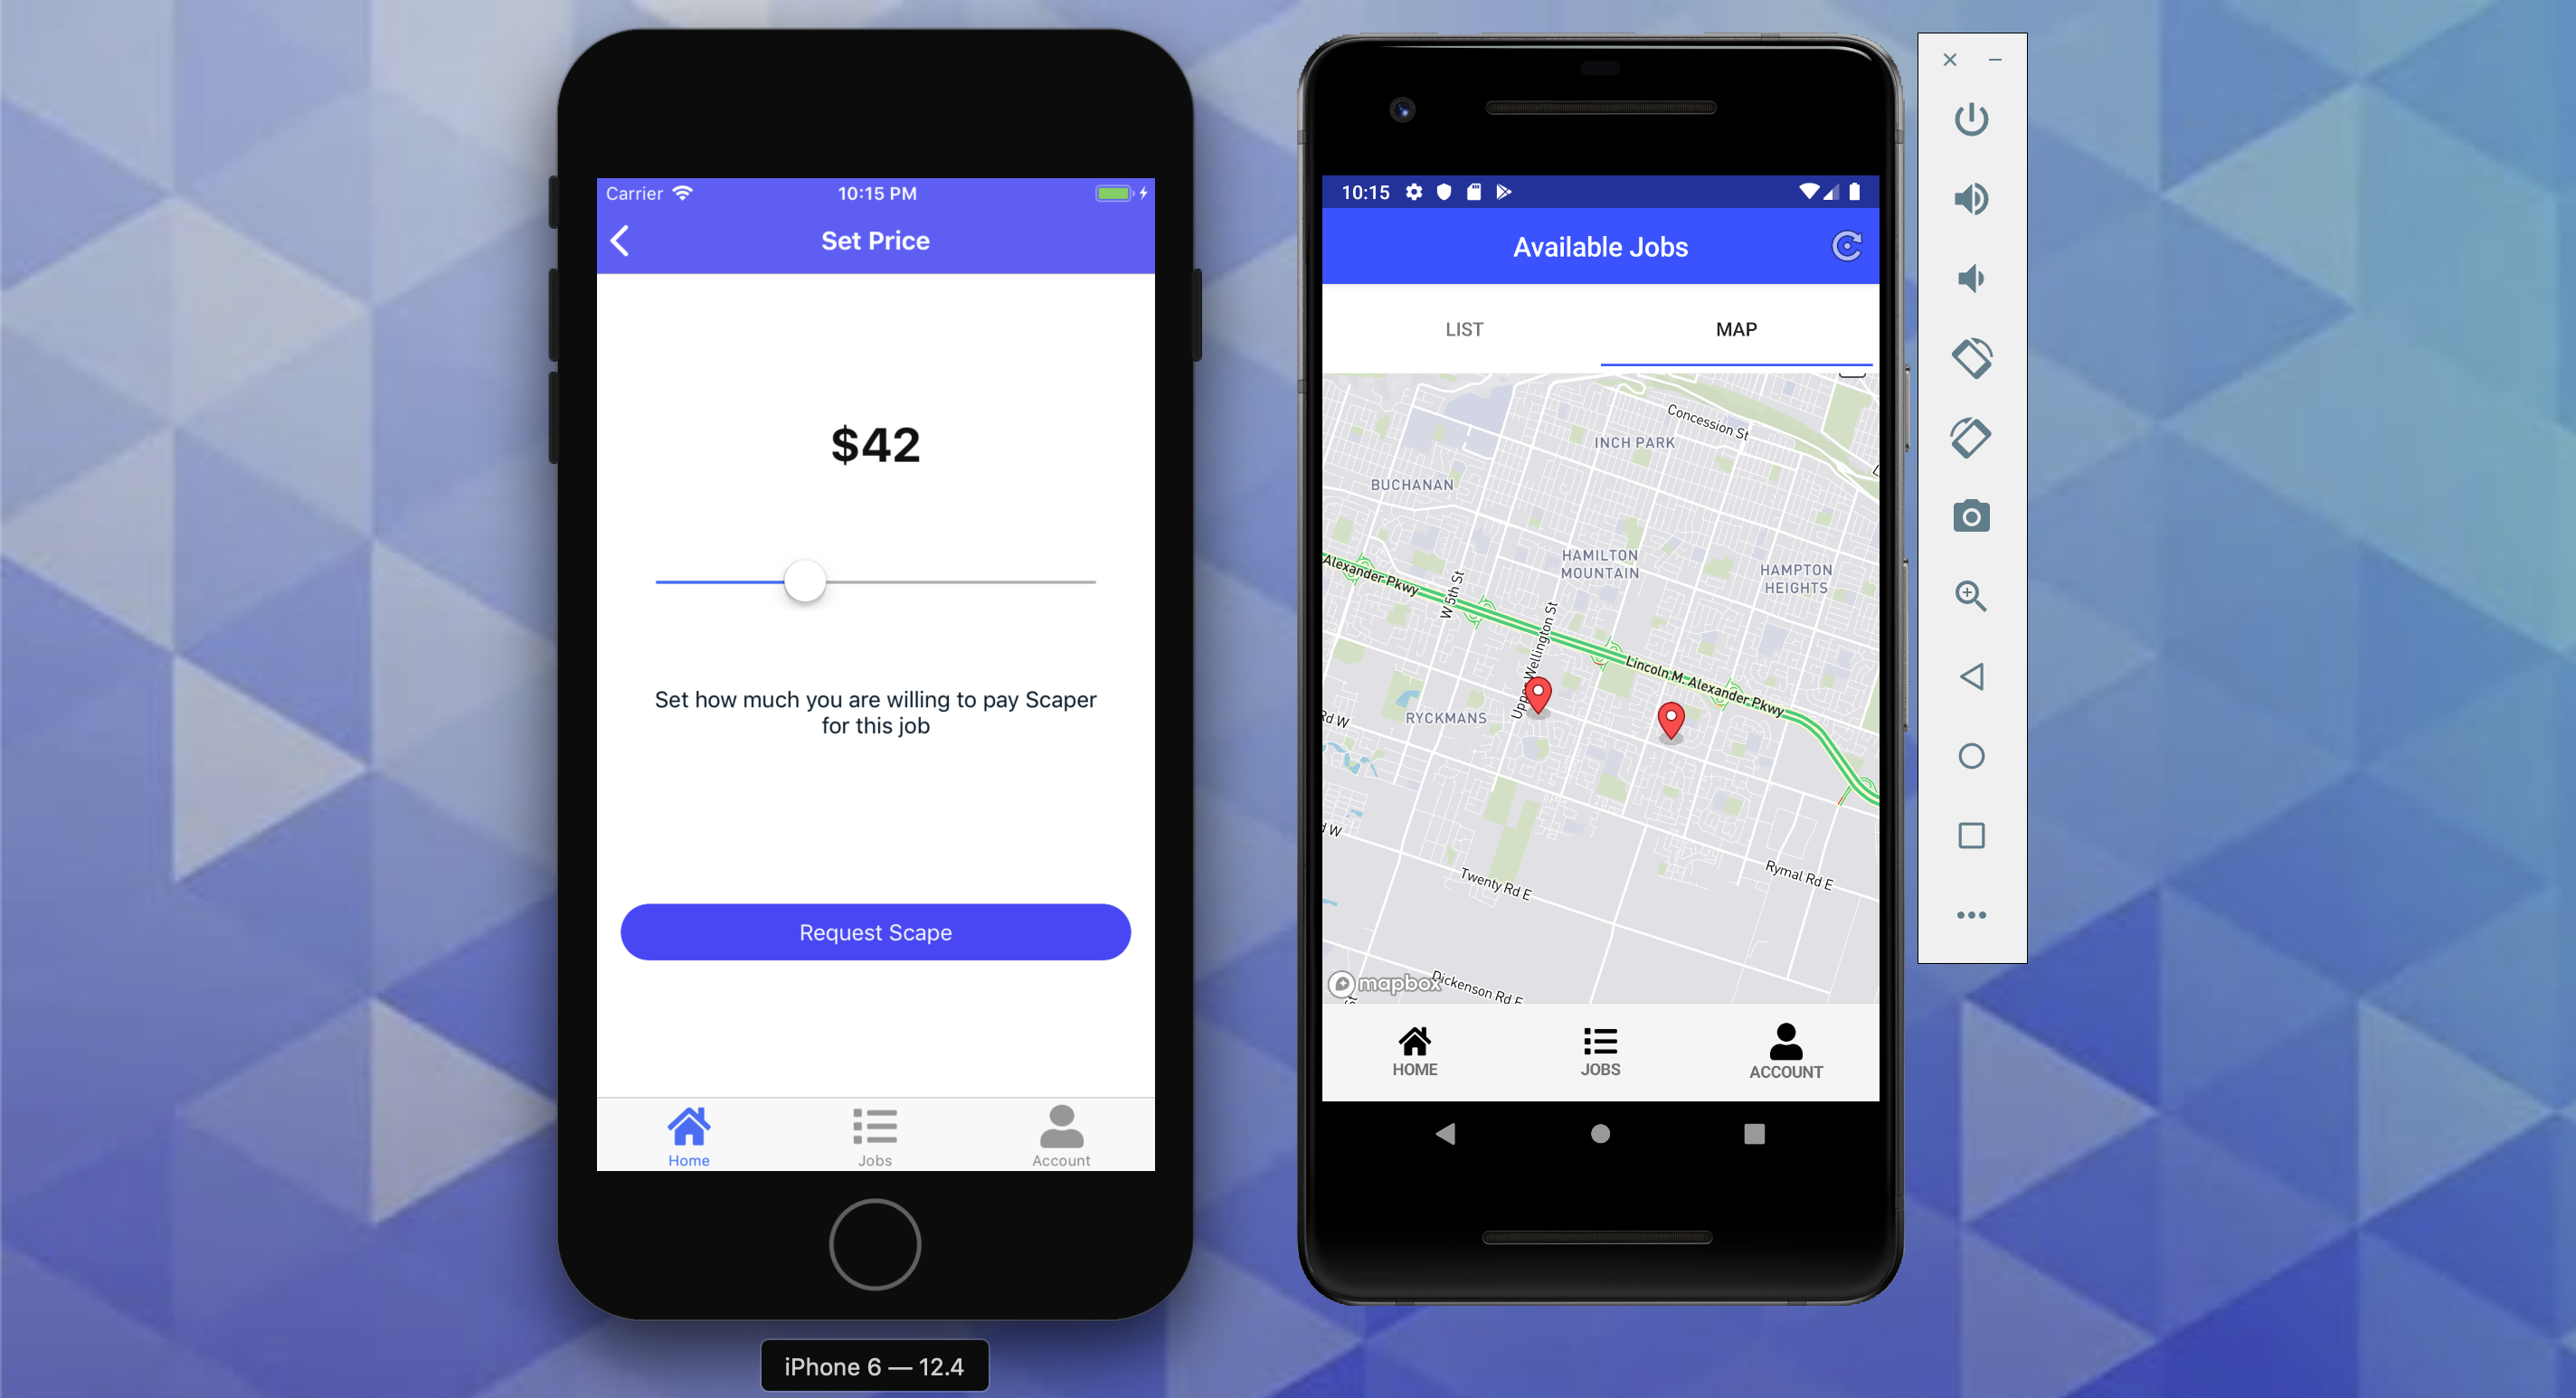 Carrier
10:15 PM
Set Price
$42
Set how much you are willing to pay Scaper
for this job
Request Scape
Home
Jobs
Account
iPhone 6 — 12.4
10:15
Available Jobs
LIST
MAP
Concession St
INCH PARK
BUCHANAN
HAMILTON
MOUNTAIN
HAMPTON
HEIGHTS
Alexander Pkwy
W 5th St
Upper Wellington St
Lincoln M. Alexander Pkwy
RYCKMANS
Rd W
d W
Twenty Rd E
Rymal Rd E
mapbox
Dickenson Rd E
HOME
JOBS
ACCOUNT